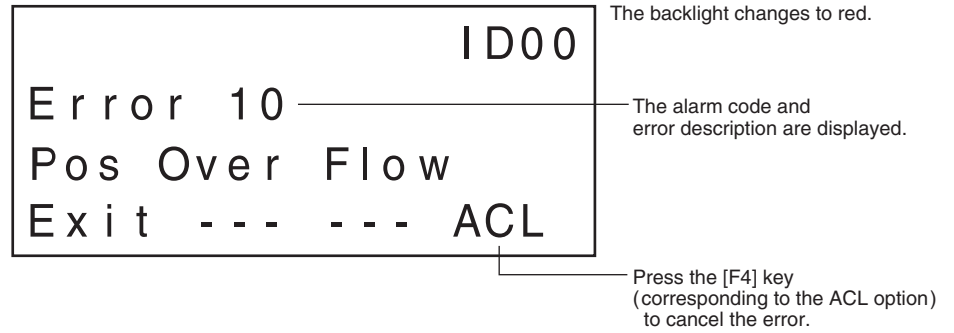 ID00
Error 10
Pos Over Flow
Exit --- --- ACL
The backlight changes to red.
The alarm code and
error description are displayed.
Press the [F4] key
(corresponding to the ACL option)
to cancel the error.